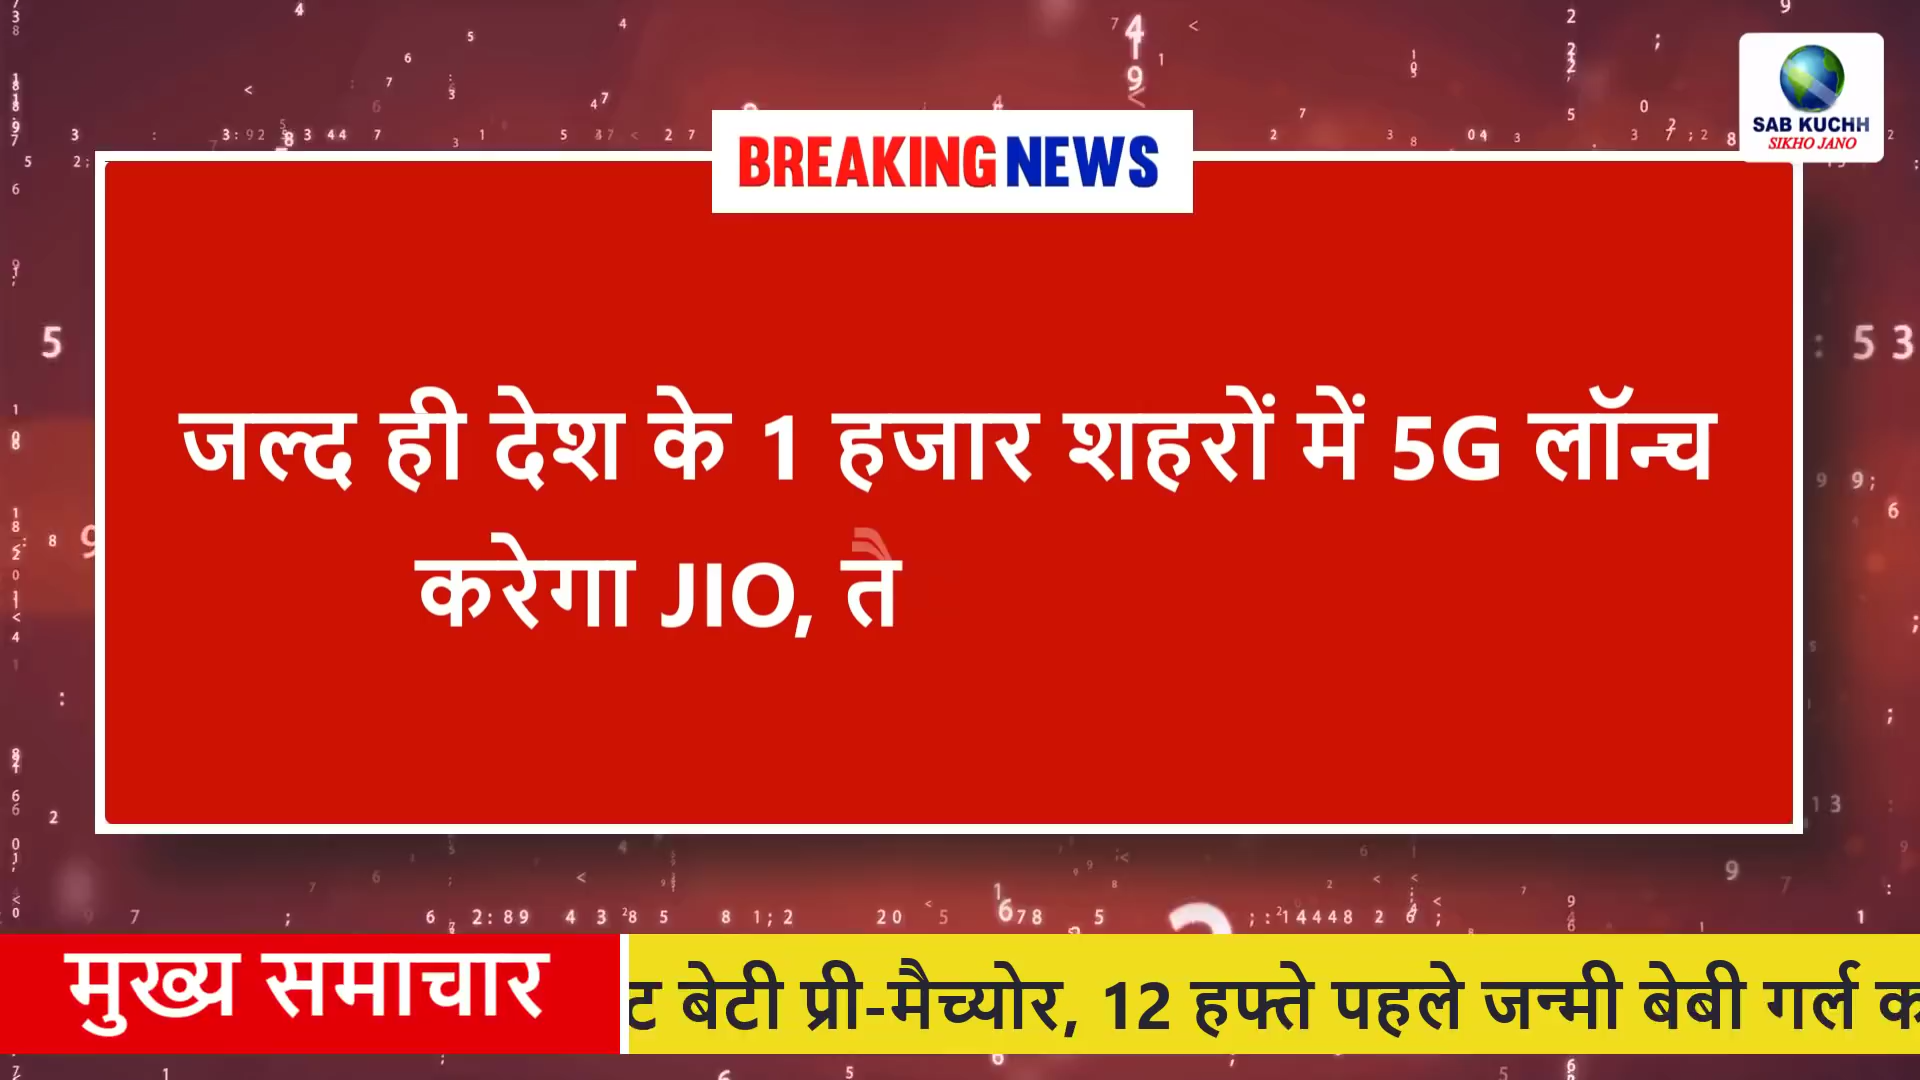 SAB KUCHH
SIKHO JANO
BREAKING NEWS
जल्द ही देश के 1 हजार शहरों में 5G लॉन्च
करेगा JIO,
मुख्य समाचार
बेटी प्री-मैच्योर, 12 हफ्ते पहले जन्मी बेबी गर्ल